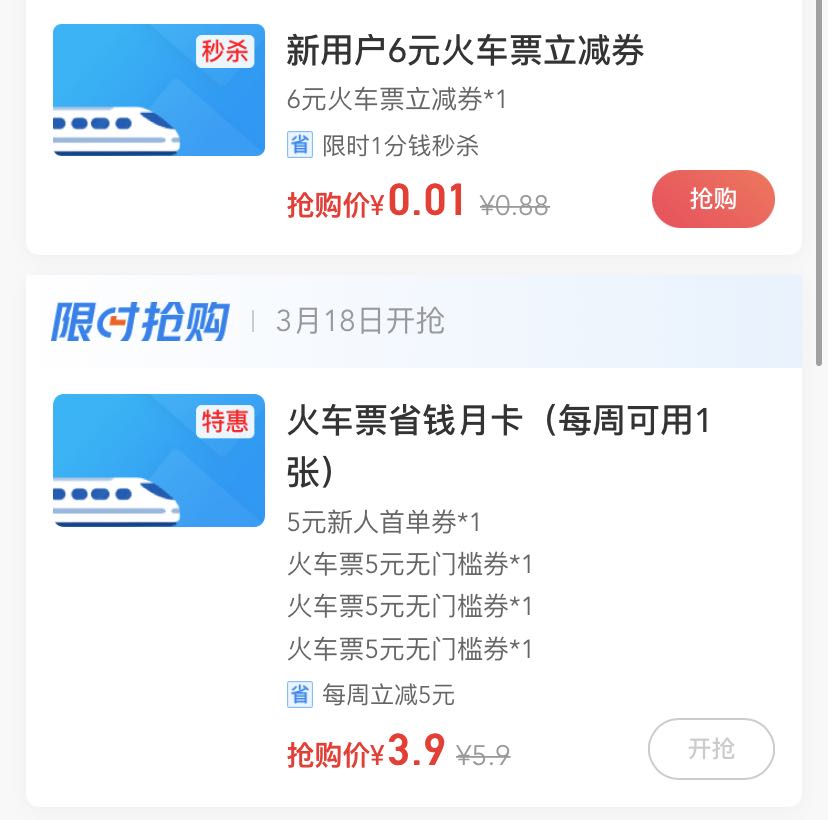 秒杀
新用户6元火车票立减券
6元火车票立减券*1
省 限时1分钱秒杀
抢购价¥0.01 ¥0.88
抢购
限时抢购 | 3月18日开抢
特惠
火车票省钱月卡（每周可用1
张）
5元新人首单券*1
火车票5元无门槛券*1
火车票5元无门槛券*1
火车票5元无门槛券*1
省 每周立减5元
抢购价¥3.9 ¥5.9
开抢